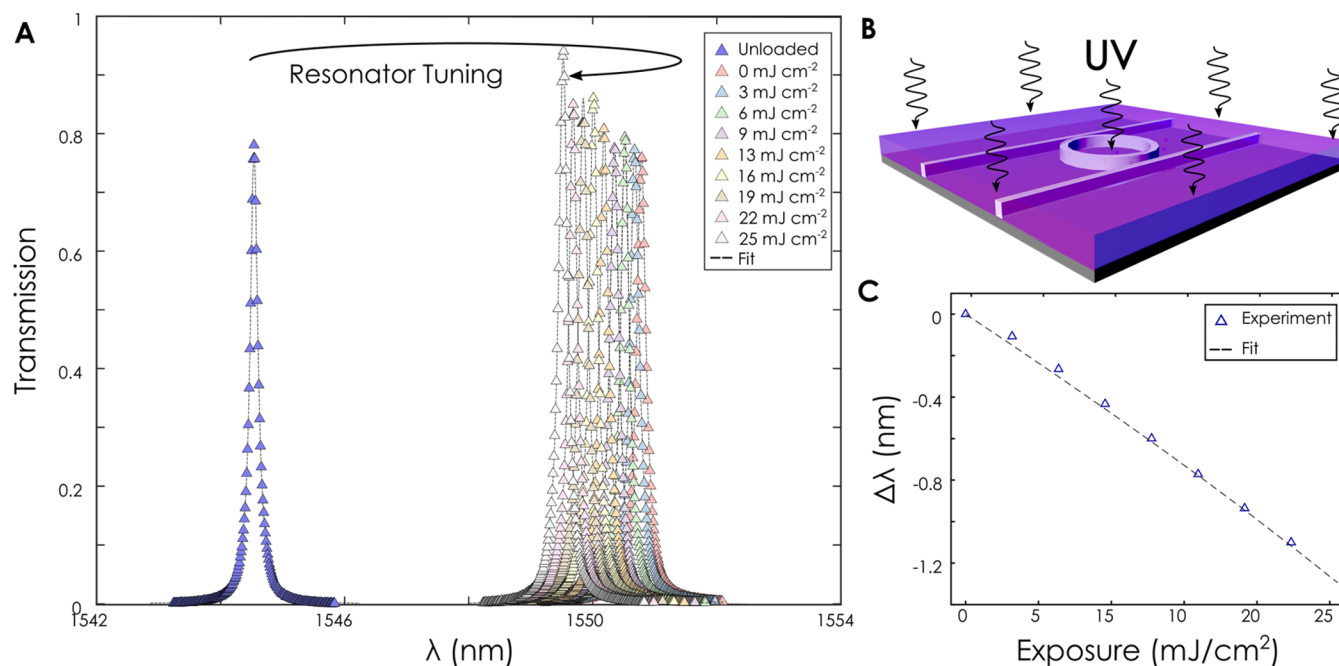 A
Transmission
1
0.8
0.6
0.4
0.2
0
1542
1546
1550
1554
λ (nm)
Resonator Tuning
Unloaded
0 mJ cm⁻²
3 mJ cm⁻²
6 mJ cm⁻²
9 mJ cm⁻²
13 mJ cm⁻²
16 mJ cm⁻²
19 mJ cm⁻²
22 mJ cm⁻²
25 mJ cm⁻²
Fit
B
UV
C
Δλ (nm)
0
-0.4
-0.8
-1.2
Experiment
Fit
0
5
15
10
20
25
Exposure (mJ/cm²)